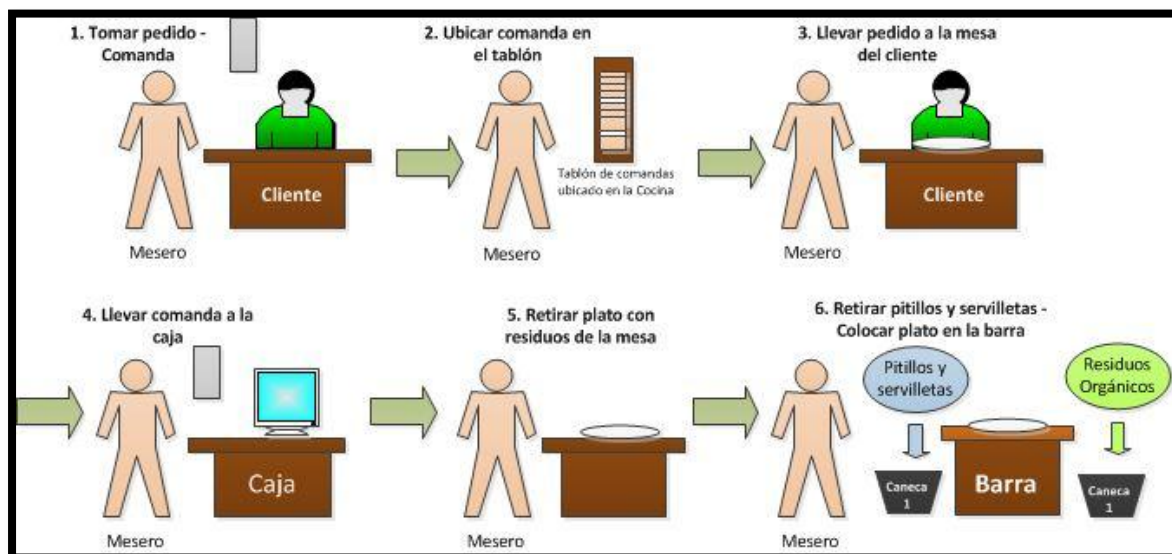 1. Tomar pedido -
Comanda
Cliente
Mesero
2. Ubicar comanda en
el tablón
Tablón de comandas
ubicado en la Cocina
Mesero
3. Llevar pedido a la mesa
del cliente
Cliente
Mesero
4. Llevar comanda a la
caja
Caja
Mesero
5. Retirar plato con
residuos de la mesa
Mesero
6. Retirar pitillos y servilletas -
Colocar plato en la barra
Pitillos y
servilletas
Residuos
Orgánicos
Caneca
1
Barra
Caneca
1
Mesero